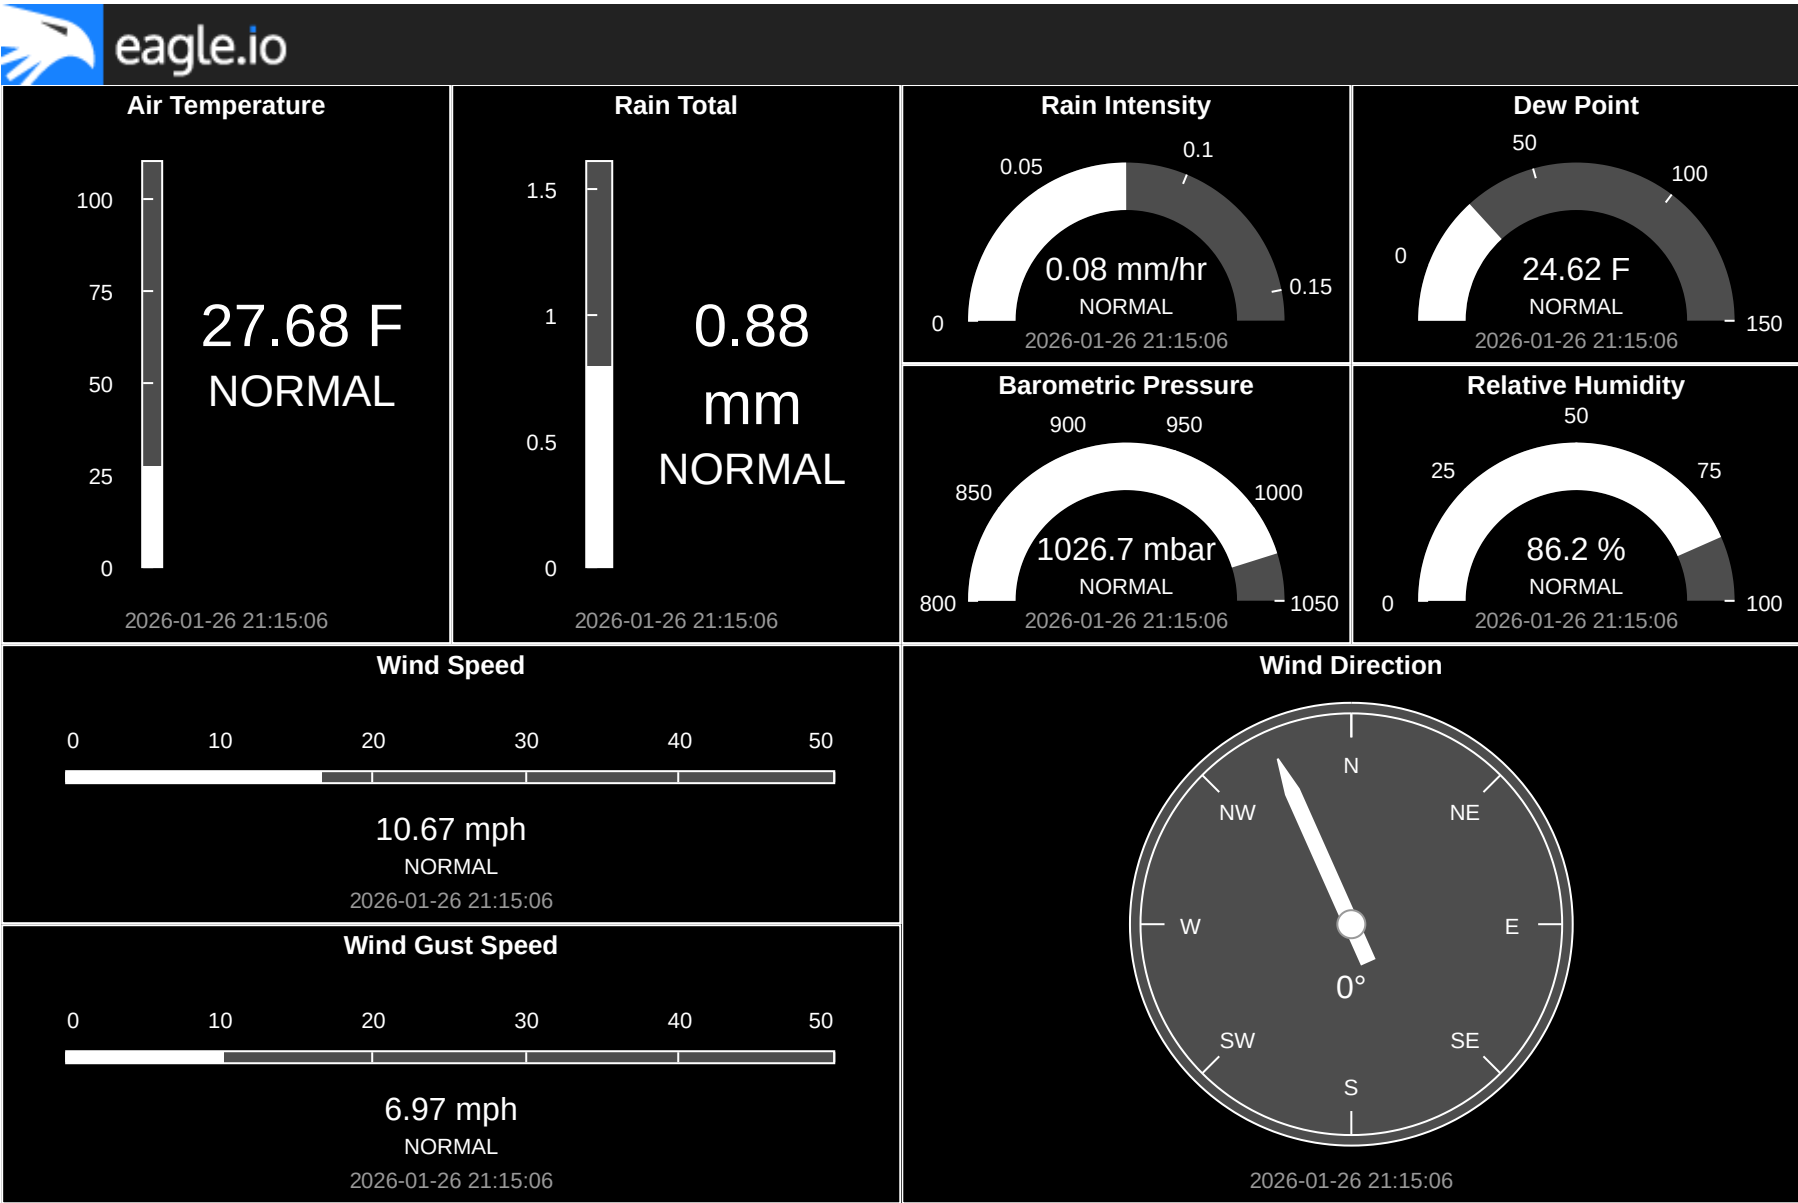 eagle.io
Air Temperature
100
75
50
25
0
27.68 F
NORMAL
2026-01-26 21:15:06
Rain Total
1.5
1
0.5
0
0.88
mm
NORMAL
2026-01-26 21:15:06
Rain Intensity
0
0.05
0.1
0.15
0.08 mm/hr
NORMAL
2026-01-26 21:15:06
Dew Point
0
50
100
150
24.62 F
NORMAL
2026-01-26 21:15:06
Barometric Pressure
800
850
900
950
1000
1050
1026.7 mbar
NORMAL
2026-01-26 21:15:06
Relative Humidity
0
25
50
75
100
86.2 %
NORMAL
2026-01-26 21:15:06
Wind Speed
0 10 20 30 40 50
10.67 mph
NORMAL
2026-01-26 21:15:06
Wind Gust Speed
0 10 20 30 40 50
6.97 mph
NORMAL
2026-01-26 21:15:06
Wind Direction
N
NW NE
W E
0°
SW SE
S
2026-01-26 21:15:06